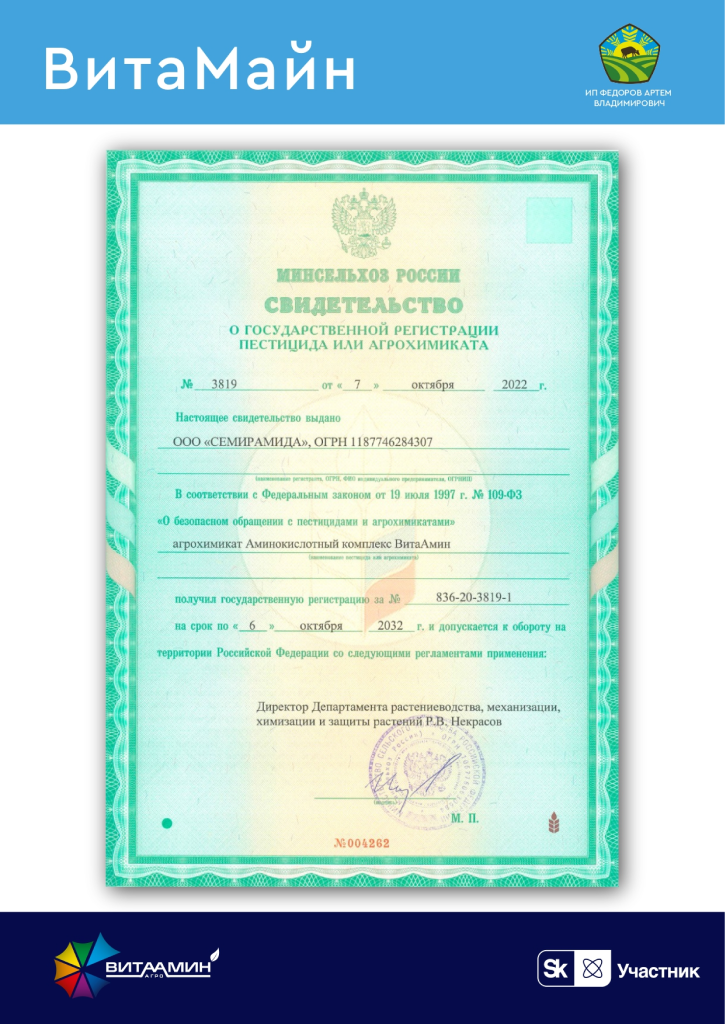 ВитаМайн
ИП ФЕДОРОВ АРТЕМ
ВЛАДИМИРОВИЧ
МИНСЕЛЬХОЗ РОССИИ
СВИДЕТЕЛЬСТВО
О ГОСУДАРСТВЕННОЙ РЕГИСТРАЦИИ
ПЕСТИЦИДА ИЛИ АГРОХИМИКАТА
№ 3819 от « 7 » октября 2022 г.
Настоящее свидетельство выдано
ООО «СЕМИРАМИДА», ОГРН 1187746284307
(наименование регистранта, ОГРН, ФИО индивидуального предпринимателя, ОГРНИП)
В соответствии с Федеральным законом от 19 июля 1997 г. № 109-ФЗ
«О безопасном обращении с пестицидами и агрохимикатами»
агрохимикат Аминокислотный комплекс ВитаАмин
(наименование пестицида или агрохимиката)
получил государственную регистрацию за № 836-20-3819-1
на срок по « 6 » октября 2032 г. и допускается к обороту на
территории Российской Федерации со следующими регламентами применения:
Директор Департамента растениеводства, механизации,
химизации и защиты растений Р.В. Некрасов
М. П.
№004262
ВИТААМИН
АГРО
Sk Участник